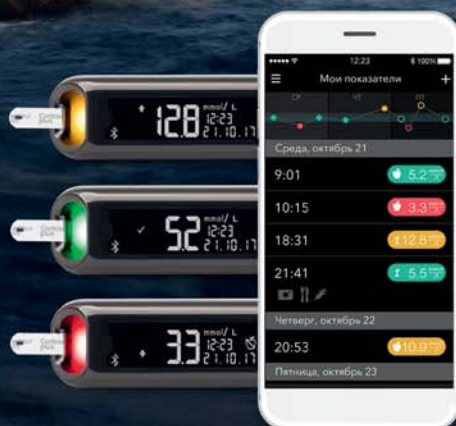 12.8 mmol/L
12:23
21.10.17
5.2 mmol/L
12:23
21.10.17
3.3 mmol/L
12:23
21.10.17
12:23
100%
Мои показатели +
СР ЧТ ПТ
Среда, октябрь 21
9:01 5.2
10:15 3.3
18:31 12.8
21:41 5.5
Четверг, октябрь 22
20:53 10.9
Пятница, октябрь 23